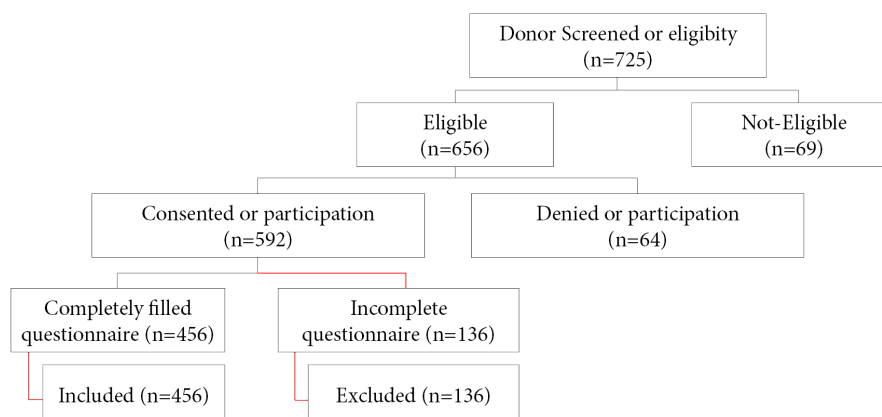 Donor Screened or eligibity
(n=725)
Eligible
(n=656)
Not-Eligible
(n=69)
Consented or participation
(n=592)
Denied or participation
(n=64)
Completely filled
questionnaire (n=456)
Incomplete
questionnaire (n=136)
Included (n=456)
Excluded (n=136)